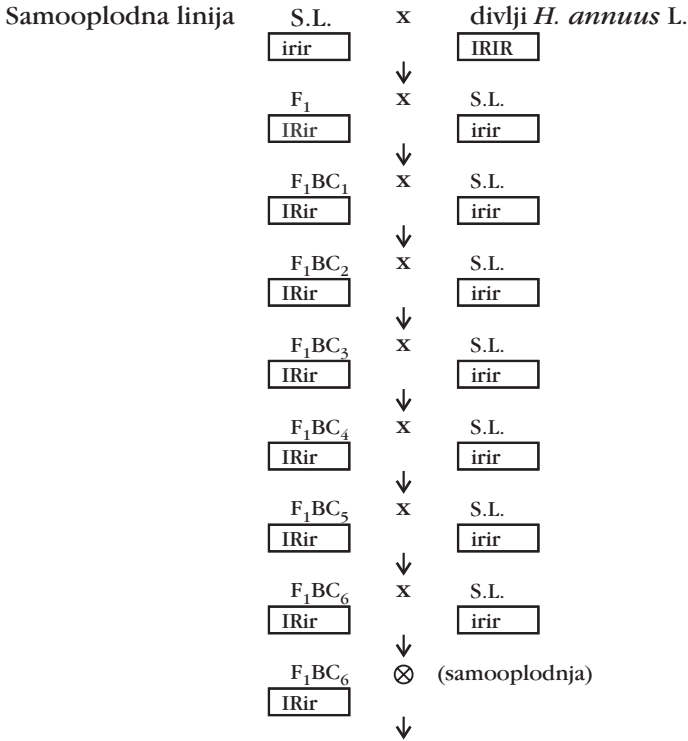 Samooplodna linija S.L. x divlji H. annuus L.
irir IRIR
F₁ x S.L.
IRir irir
F₁BC₁ x S.L.
IRir irir
F₁BC₂ x S.L.
IRir irir
F₁BC₃ x S.L.
IRir irir
F₁BC₄ x S.L.
IRir irir
F₁BC₅ x S.L.
IRir irir
F₁BC₆ x S.L.
IRir irir
F₁BC₆ ⊗ (samooplodnja)
IRir